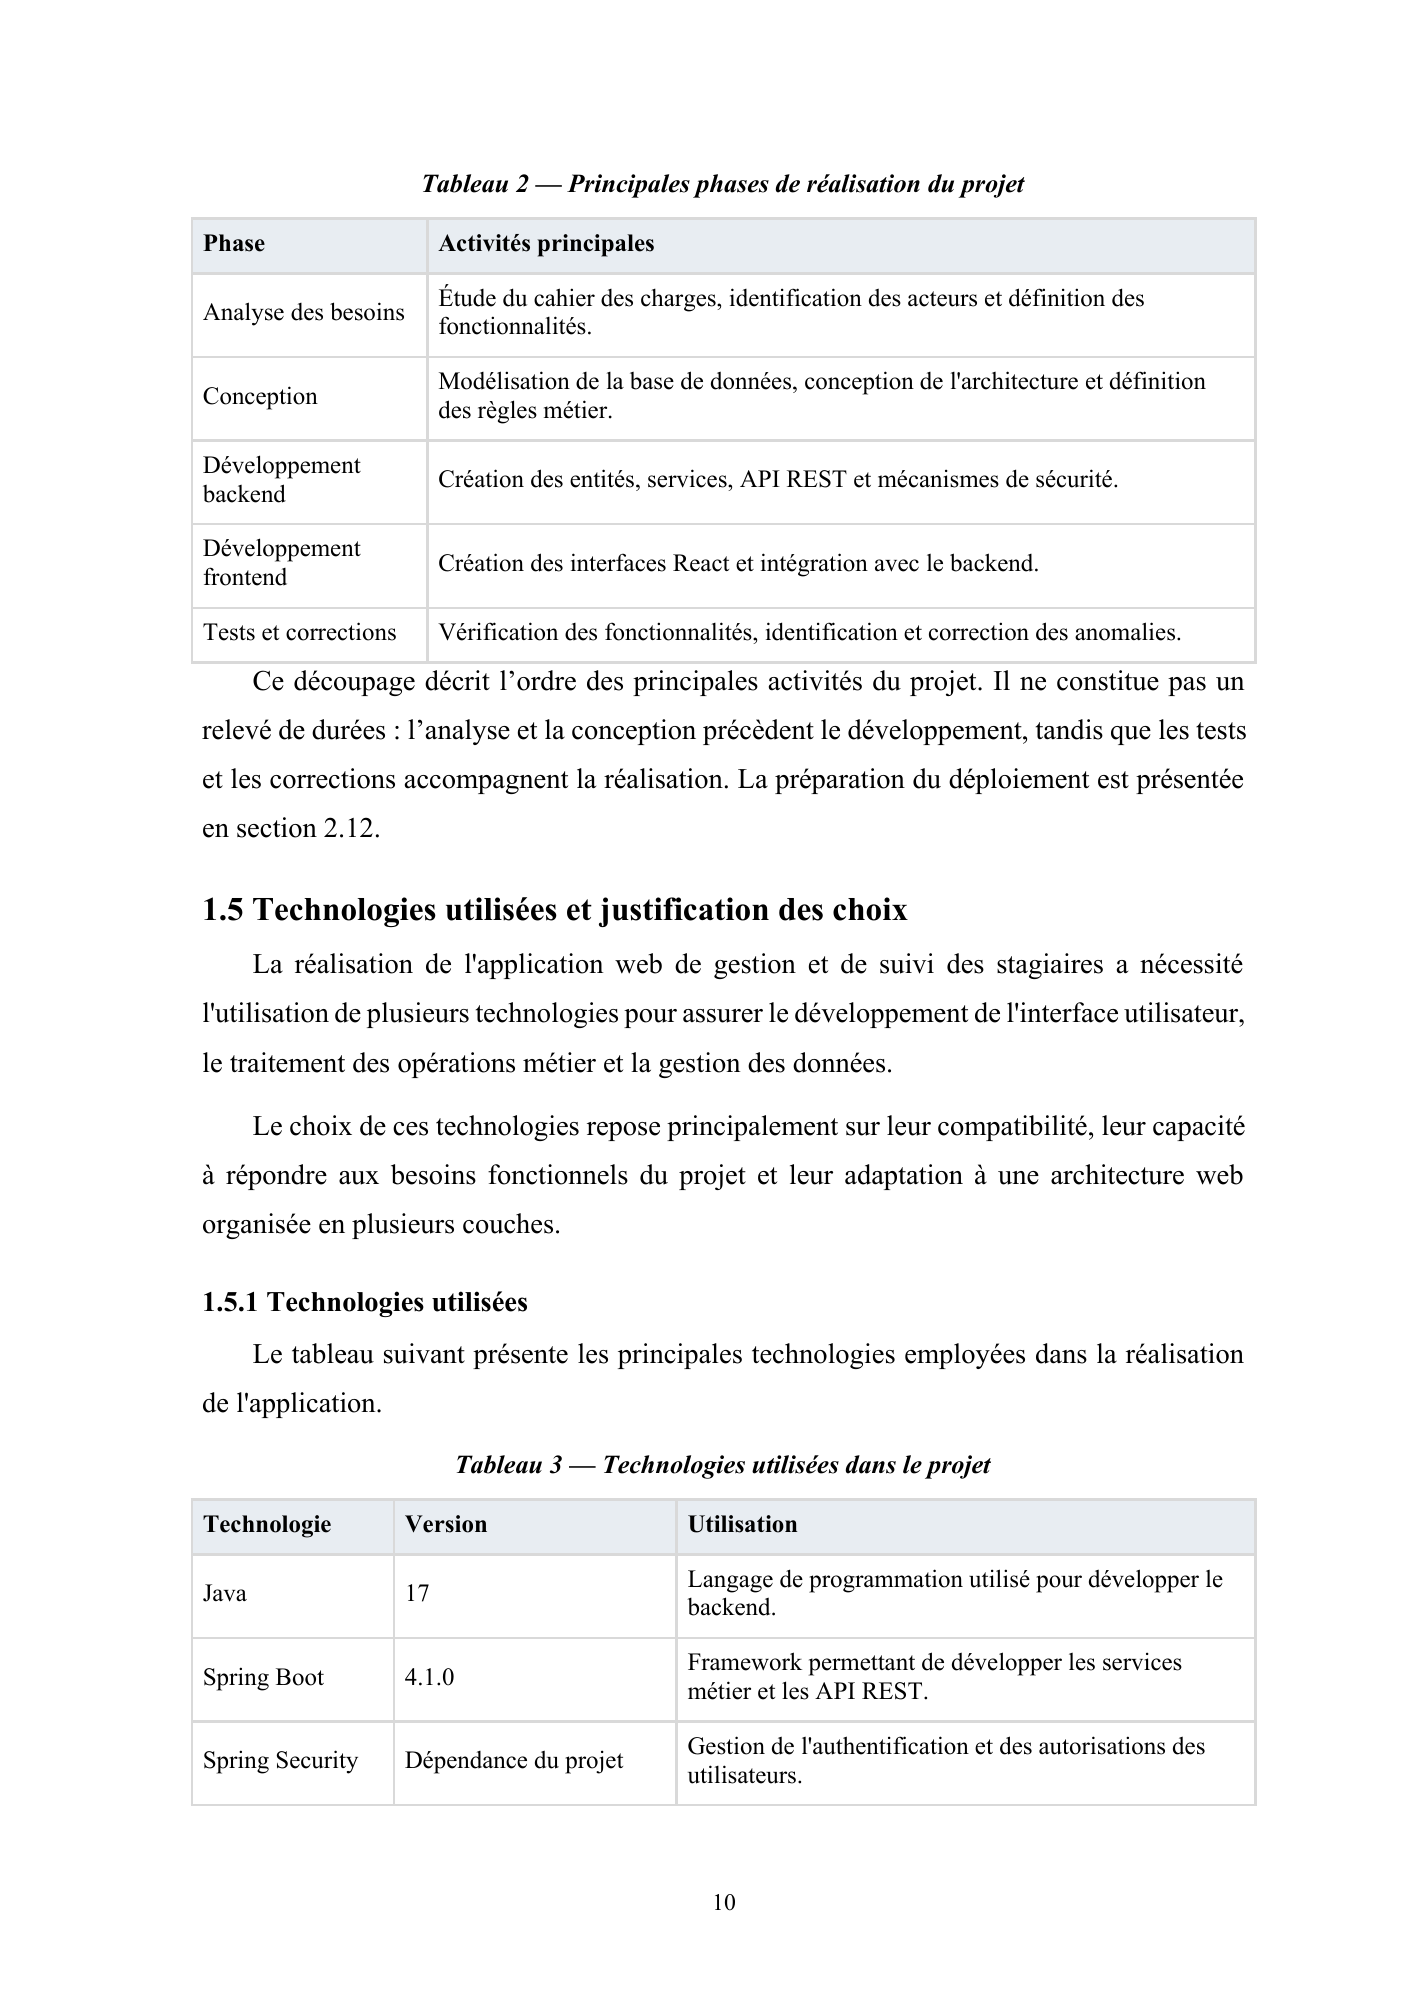 Tableau 2 — Principales phases de réalisation du projet
Phase Activités principales
Analyse des besoins Étude du cahier des charges, identification des acteurs et définition des
fonctionnalités.
Conception Modélisation de la base de données, conception de l'architecture et définition
des règles métier.
Développement
backend Création des entités, services, API REST et mécanismes de sécurité.
Développement
frontend Création des interfaces React et intégration avec le backend.
Tests et corrections Vérification des fonctionnalités, identification et correction des anomalies.
Ce découpage décrit l’ordre des principales activités du projet. Il ne constitue pas un
relevé de durées : l’analyse et la conception précèdent le développement, tandis que les tests
et les corrections accompagnent la réalisation. La préparation du déploiement est présentée
en section 2.12.
1.5 Technologies utilisées et justification des choix
La réalisation de l'application web de gestion et de suivi des stagiaires a nécessité
l'utilisation de plusieurs technologies pour assurer le développement de l'interface utilisateur,
le traitement des opérations métier et la gestion des données.
Le choix de ces technologies repose principalement sur leur compatibilité, leur capacité
à répondre aux besoins fonctionnels du projet et leur adaptation à une architecture web
organisée en plusieurs couches.
1.5.1 Technologies utilisées
Le tableau suivant présente les principales technologies employées dans la réalisation
de l'application.
Tableau 3 — Technologies utilisées dans le projet
Technologie Version Utilisation
Java 17 Langage de programmation utilisé pour développer le
backend.
Spring Boot 4.1.0 Framework permettant de développer les services
métier et les API REST.
Spring Security Dépendance du projet Gestion de l'authentification et des autorisations des
utilisateurs.
10